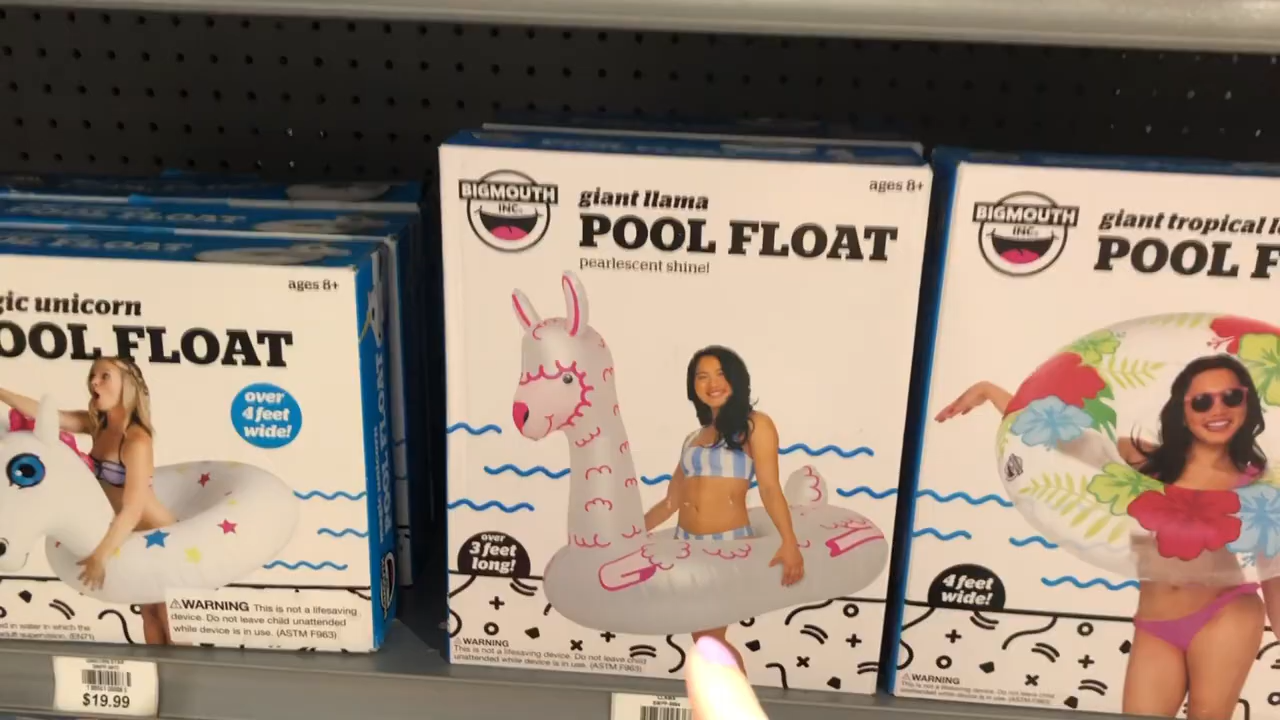 gic unicorn
OOL FLOAT
ages 8+
over
4 feet
wide!
⚠WARNING This is not a lifesaving
device. Do not leave child unattended
while device is in use. (ASTM F963)
$19.99
BIGMOUTH
INC.
giant llama
POOL FLOAT
pearlescent shine!
ages 8+
over
3 feet
long!
⚠WARNING
This is not a lifesaving device. Do not leave child
unattended while device is in use. (ASTM F963)
BIGMOUTH
INC.
giant tropical l
POOL F
4 feet
wide!
⚠WARNING